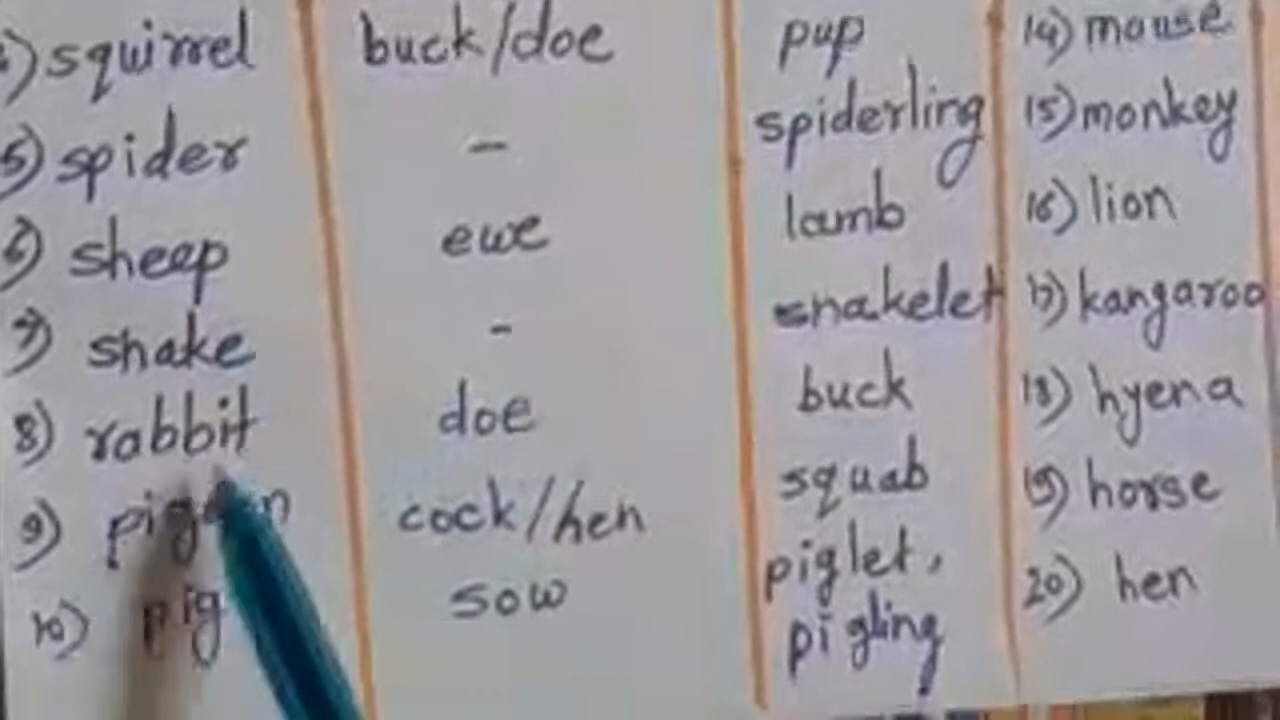 squirrel buck/doe pup 14) mouse
5) spider - spiderling 15) monkey
6) sheep ewe lamb 16) lion
7) snake - snakelet 17) kangaroo
8) rabbit doe buck 18) hyena
9) cock/hen squab 19) horse
10) pig sow piglet, 20) hen
pigling